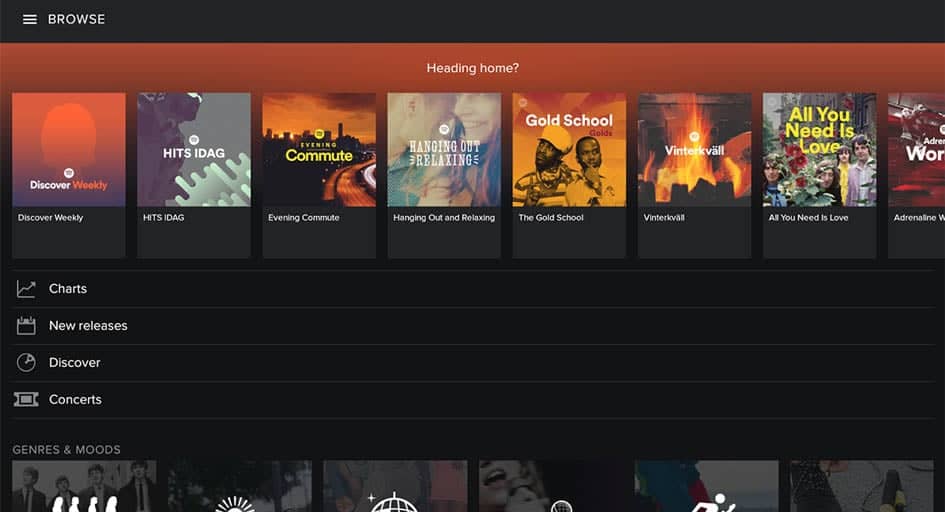 BROWSE
Heading home?
Discover Weekly
HITS IDAG
EVENING
Commute
HANGING OUT
RELAXING
Gold School
Golds
Vinterkväll
All You
Need Is
Love
Adre
Wor
Discover Weekly
HITS IDAG
Evening Commute
Hanging Out and Relaxing
The Gold School
Vinterkväll
All You Need Is Love
Adrenaline W
Charts
New releases
Discover
Concerts
GENRES & MOODS